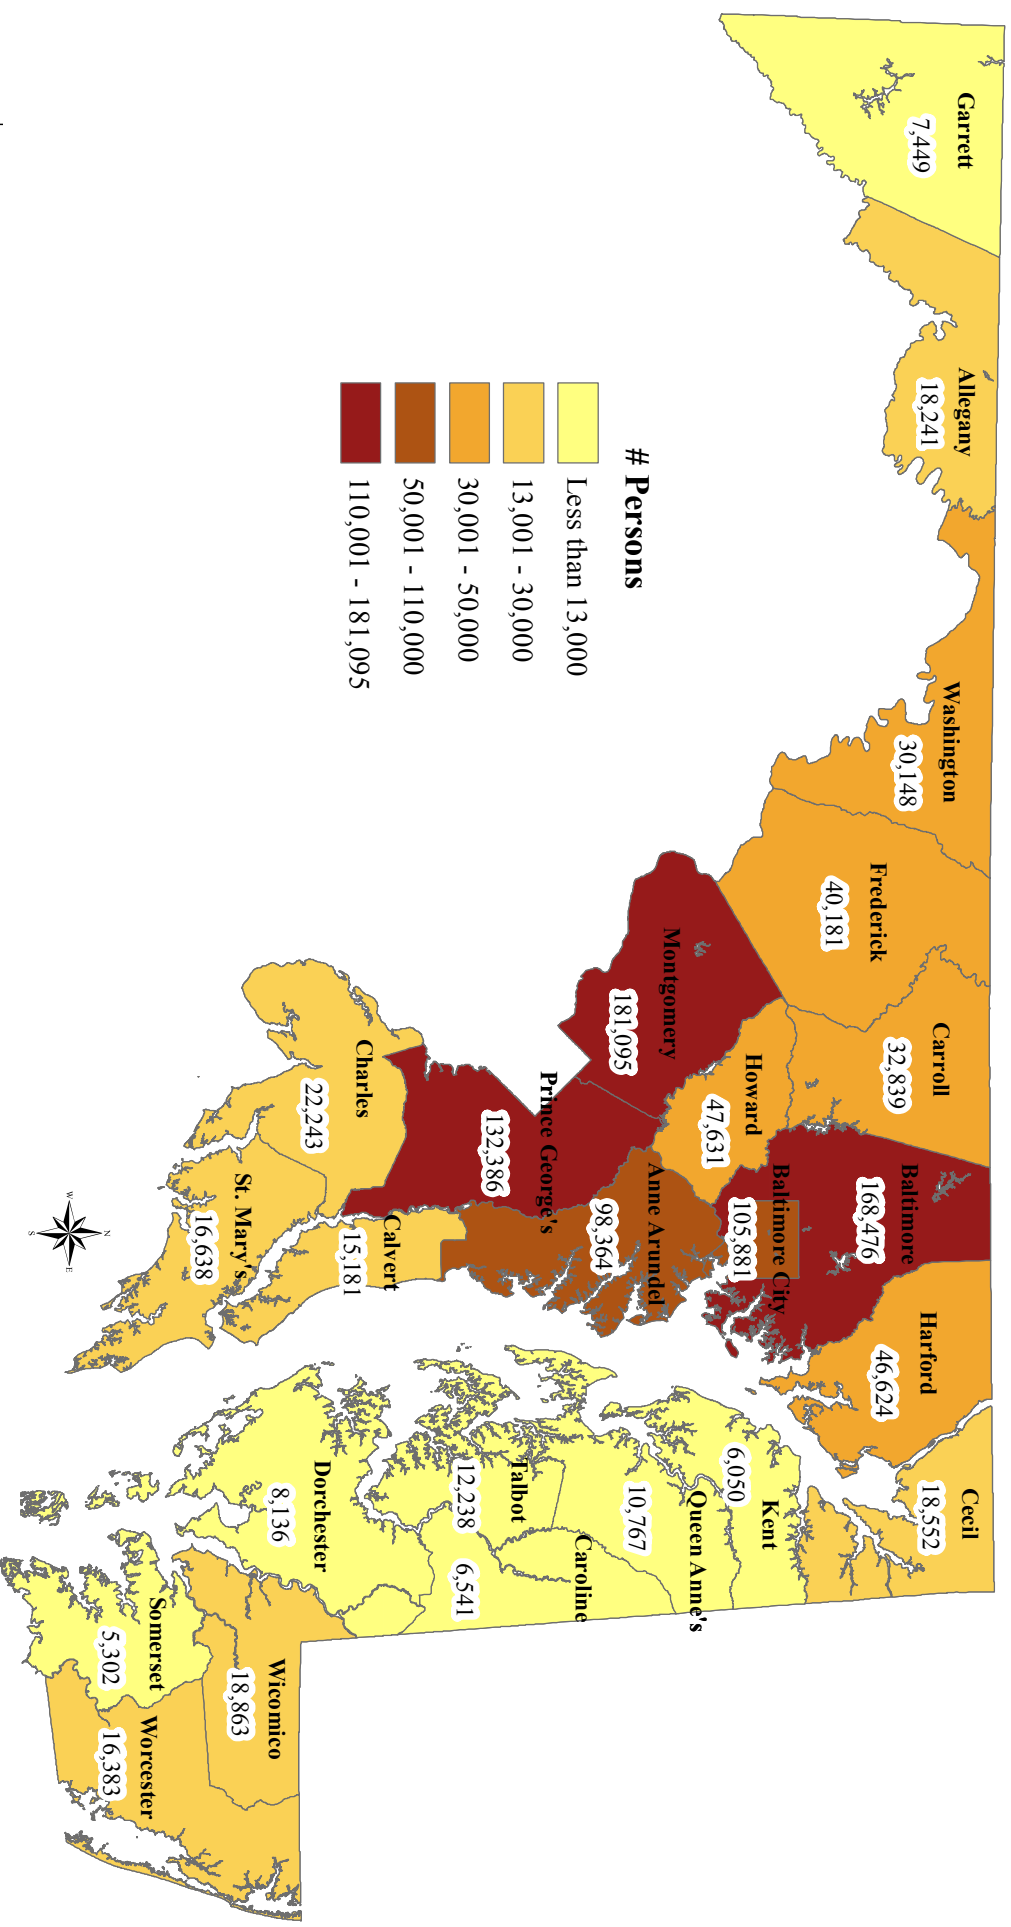 Garrett
7,449
Allegany
18,241
Washington
30,148
Frederick
40,181
Carroll
32,839
Baltimore
168,476
Harford
46,624
Cecil
18,552
Montgomery
181,095
Howard
47,631
Baltimore City
105,881
Kent
6,050
Queen Anne's
10,767
Anne Arundel
98,364
Prince George's
132,386
Caroline
6,541
Talbot
12,238
Charles
22,243
Calvert
15,181
St. Mary's
16,638
Dorchester
8,136
Wicomico
18,863
Somerset
5,302
Worcester
16,383
# Persons
Less than 13,000
13,001 - 30,000
30,001 - 50,000
50,001 - 110,000
110,001 - 181,095
N
W
E
S